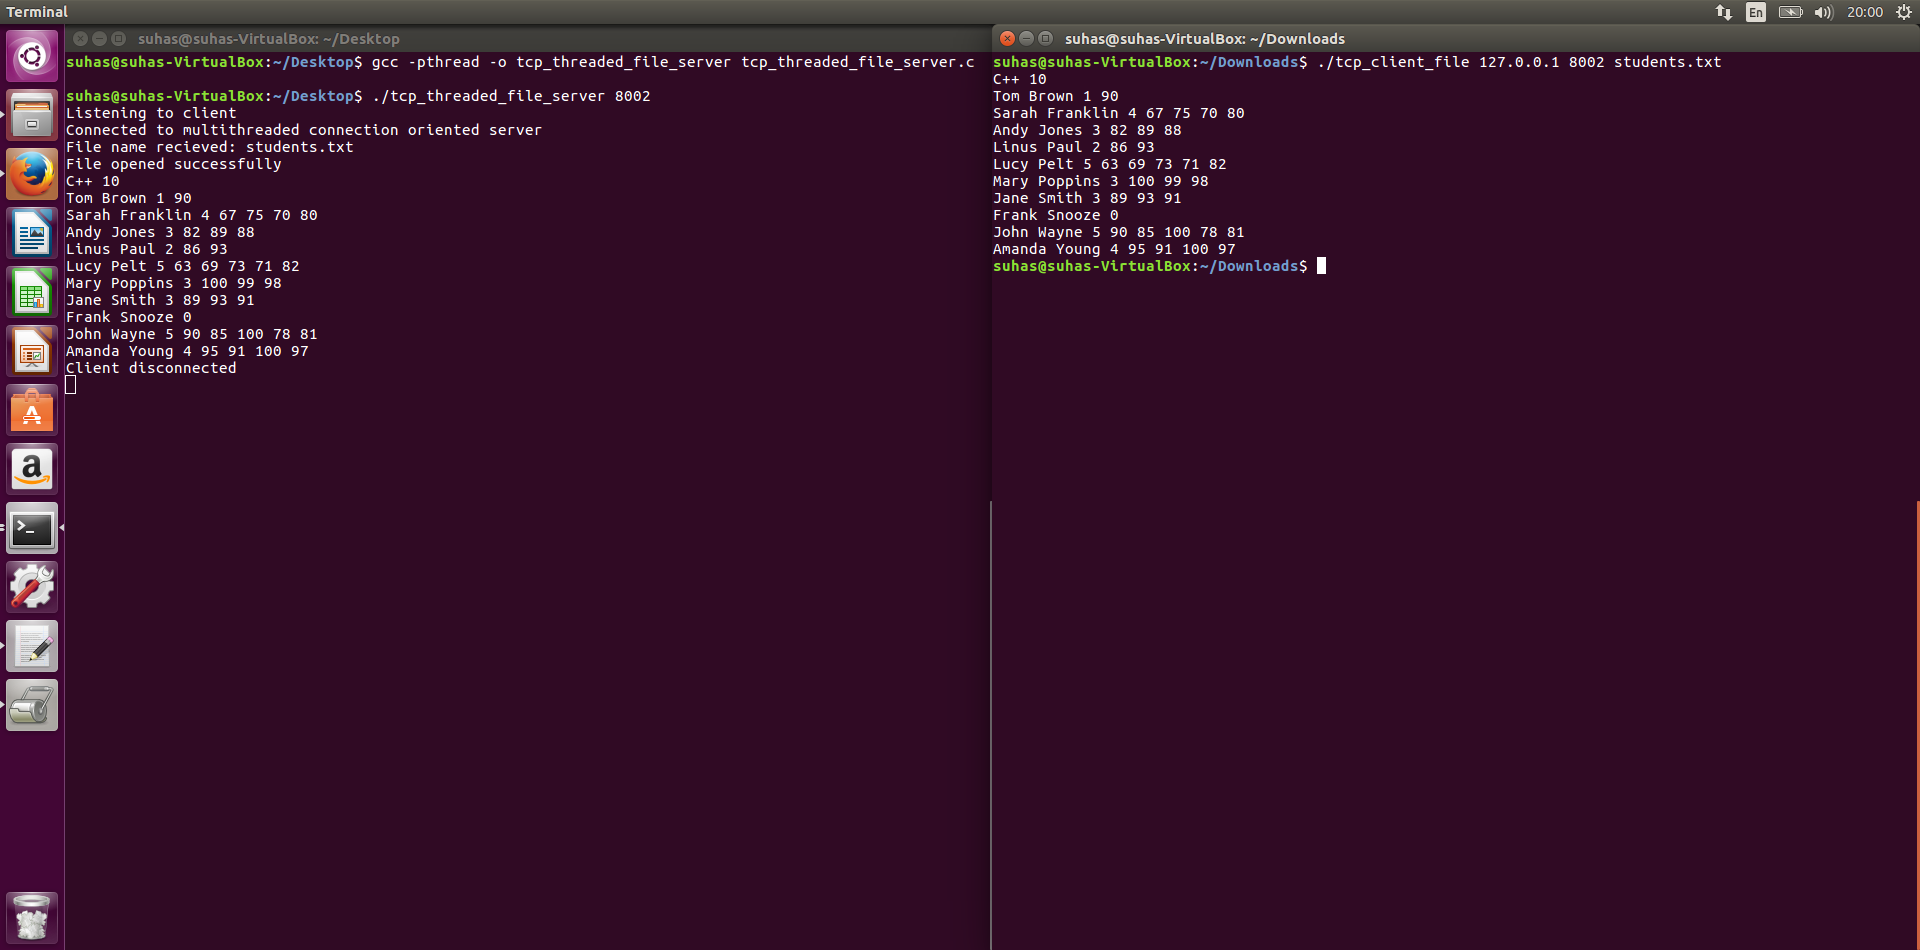 Terminal
En
20:00
suhas@suhas-VirtualBox: ~/Desktop
suhas@suhas-VirtualBox:~/Desktop$ gcc -pthread -o tcp_threaded_file_server tcp_threaded_file_server.c
suhas@suhas-VirtualBox:~/Desktop$ ./tcp_threaded_file_server 8002
Listening to client
Connected to multithreaded connection oriented server
File name recieved: students.txt
File opened successfully
C++ 10
Tom Brown 1 90
Sarah Franklin 4 67 75 70 80
Andy Jones 3 82 89 88
Linus Paul 2 86 93
Lucy Pelt 5 63 69 73 71 82
Mary Poppins 3 100 99 98
Jane Smith 3 89 93 91
Frank Snooze 0
John Wayne 5 90 85 100 78 81
Amanda Young 4 95 91 100 97
Client disconnected
suhas@suhas-VirtualBox: ~/Downloads
suhas@suhas-VirtualBox:~/Downloads$ ./tcp_client_file 127.0.0.1 8002 students.txt
C++ 10
Tom Brown 1 90
Sarah Franklin 4 67 75 70 80
Andy Jones 3 82 89 88
Linus Paul 2 86 93
Lucy Pelt 5 63 69 73 71 82
Mary Poppins 3 100 99 98
Jane Smith 3 89 93 91
Frank Snooze 0
John Wayne 5 90 85 100 78 81
Amanda Young 4 95 91 100 97
suhas@suhas-VirtualBox:~/Downloads$